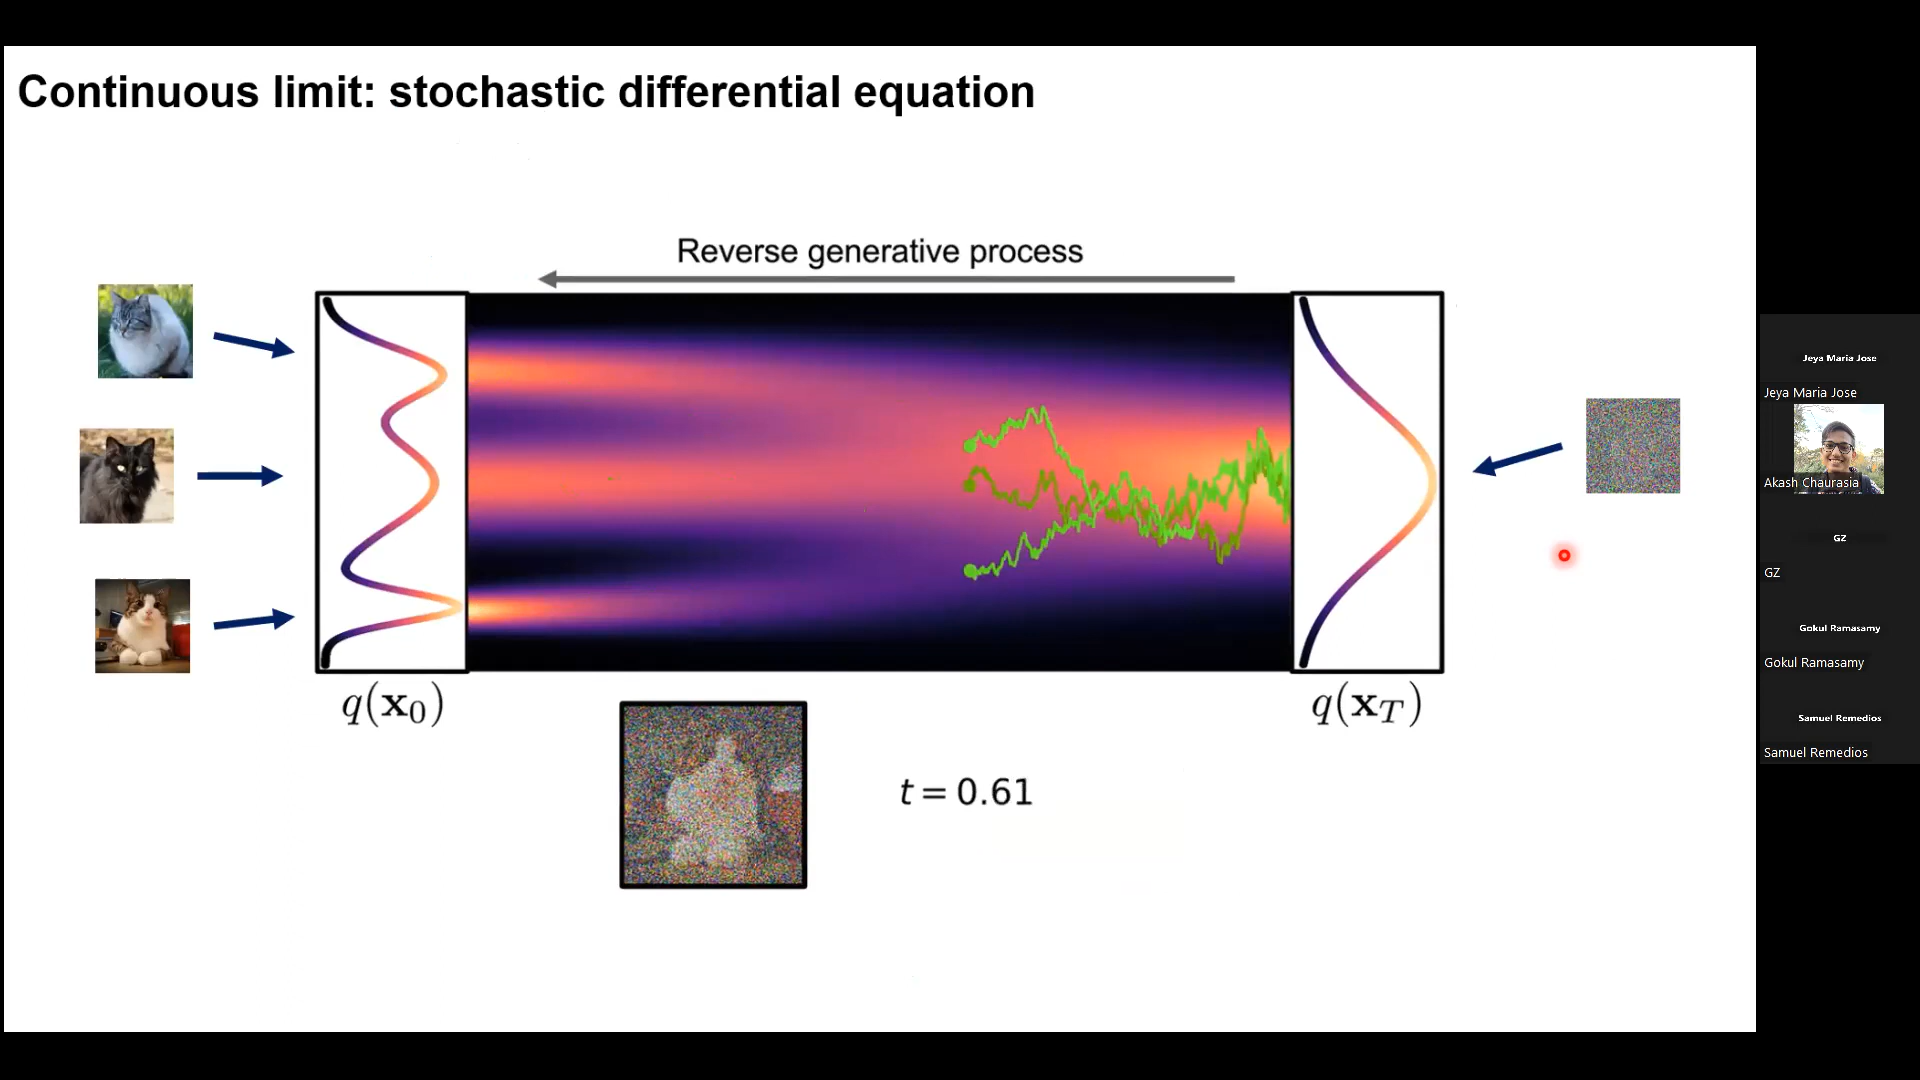 Continuous limit: stochastic differential equation
Reverse generative process
q(x₀)
q(x_T)
t = 0.61
Jeya Maria Jose
Jeya Maria Jose
Akash Chaurasia
GZ
GZ
Gokul Ramasamy
Gokul Ramasamy
Samuel Remedios
Samuel Remedios